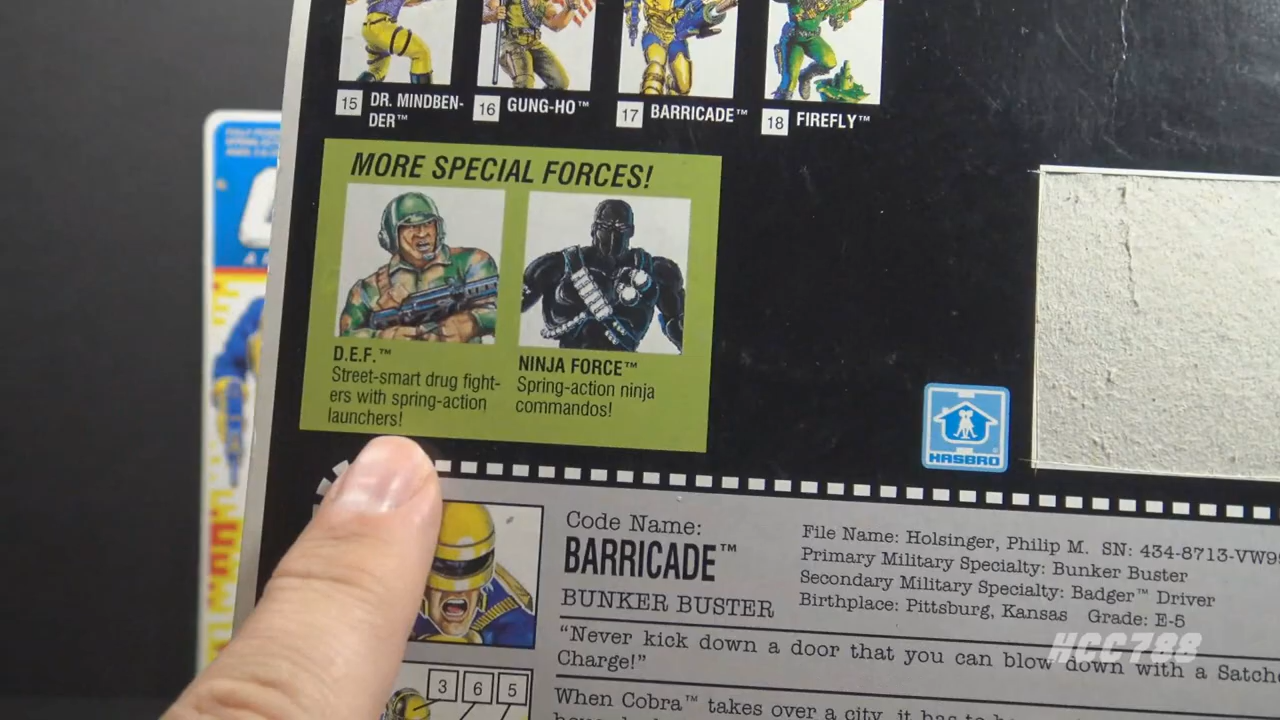 15 DR. MINDBEN-
DER™
16 GUNG-HO™
17 BARRICADE™
18 FIREFLY™
MORE SPECIAL FORCES!
D.E.F.™
Street-smart drug fight-
ers with spring-action
launchers!
NINJA FORCE™
Spring-action ninja
commandos!
HASBRO
Code Name:
BARRICADE™
BUNKER BUSTER
File Name: Holsinger, Philip M. SN: 434-8713-VW9
Primary Military Specialty: Bunker Buster
Secondary Military Specialty: Badger™ Driver
Birthplace: Pittsburg, Kansas Grade: E-5
"Never kick down a door that you can blow down with a Satche
Charge!"
When Cobra™ takes over a city, it has to be
3 6 5
HCC788